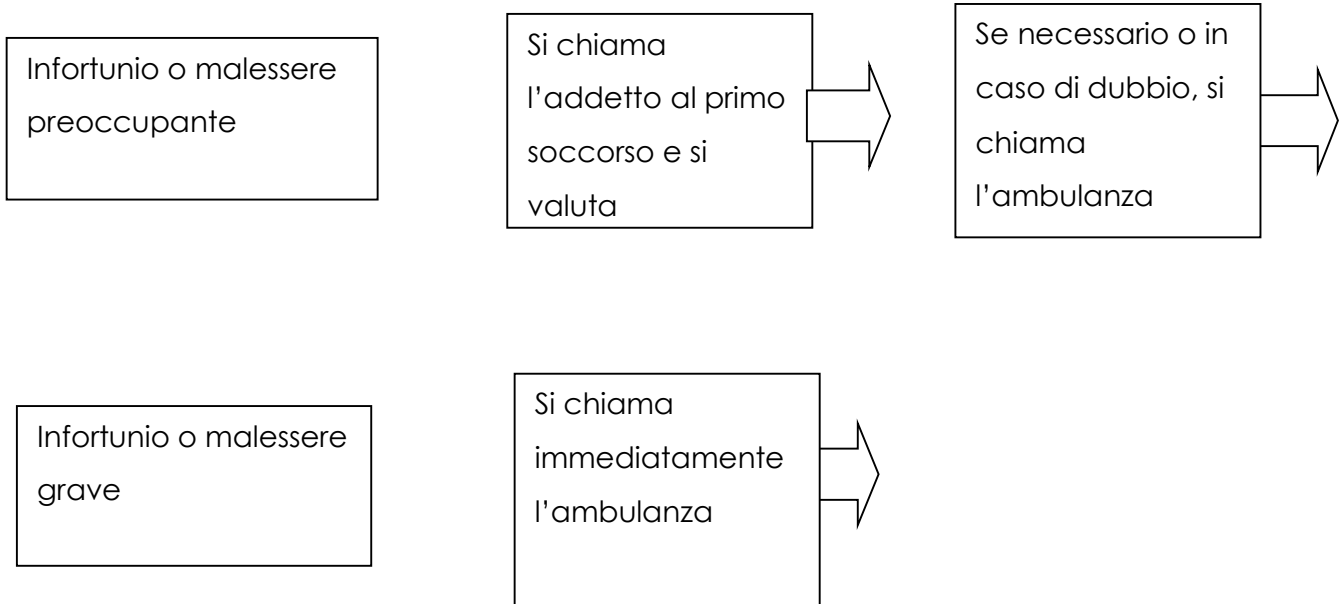 Infortunio o malessere
preoccupante
Si chiama
l’addetto al primo
soccorso e si
valuta
Se necessario o in
caso di dubbio, si
chiama
l’ambulanza
Infortunio o malessere
grave
Si chiama
immediatamente
l’ambulanza